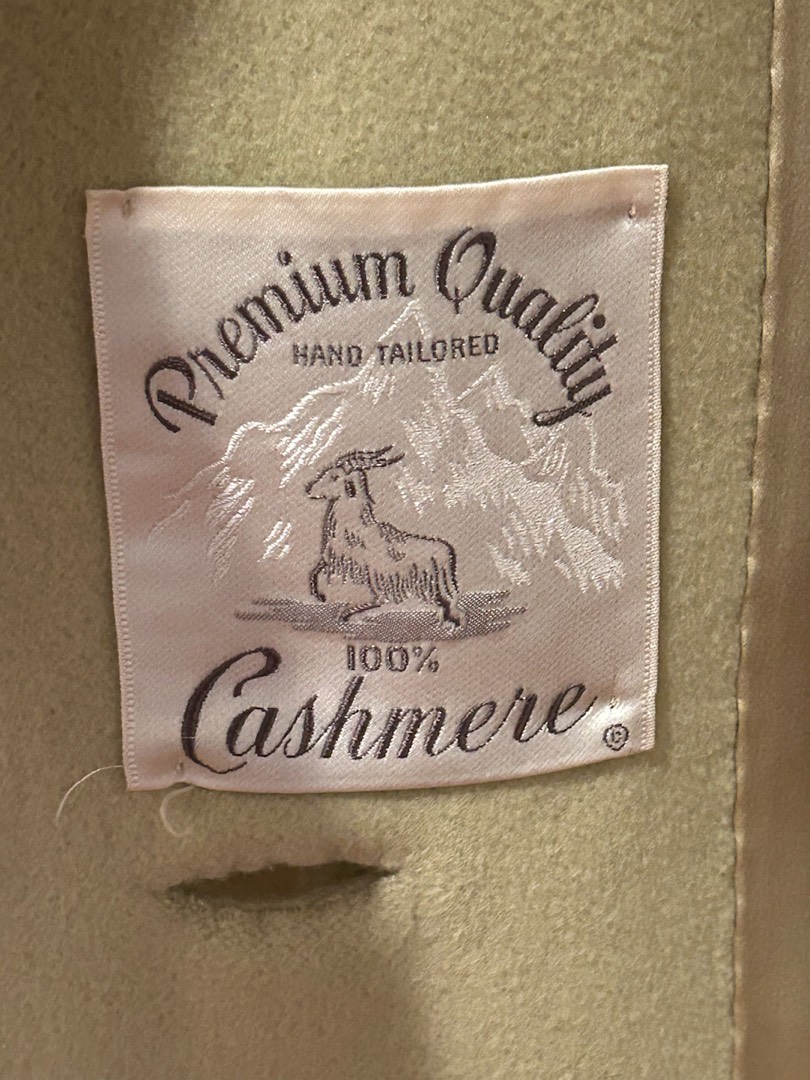 Premium Quality
HAND TAILORED
100%
Cashmere ©